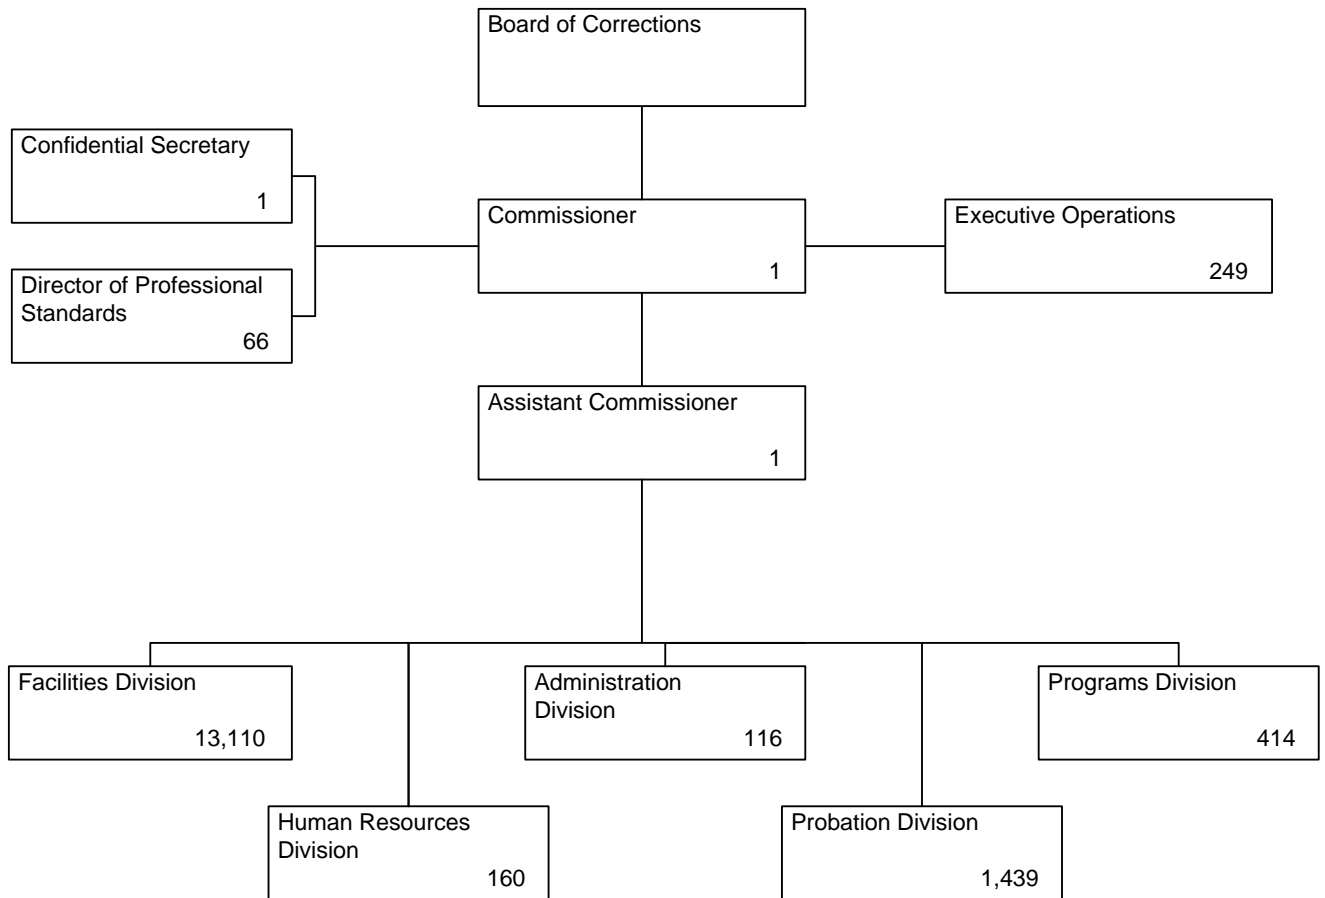 Board of Corrections
Confidential Secretary
1
Commissioner
1
Executive Operations
249
Director of Professional
Standards
66
Assistant Commissioner
1
Facilities Division
13,110
Administration
Division
116
Programs Division
414
Human Resources
Division
160
Probation Division
1,439